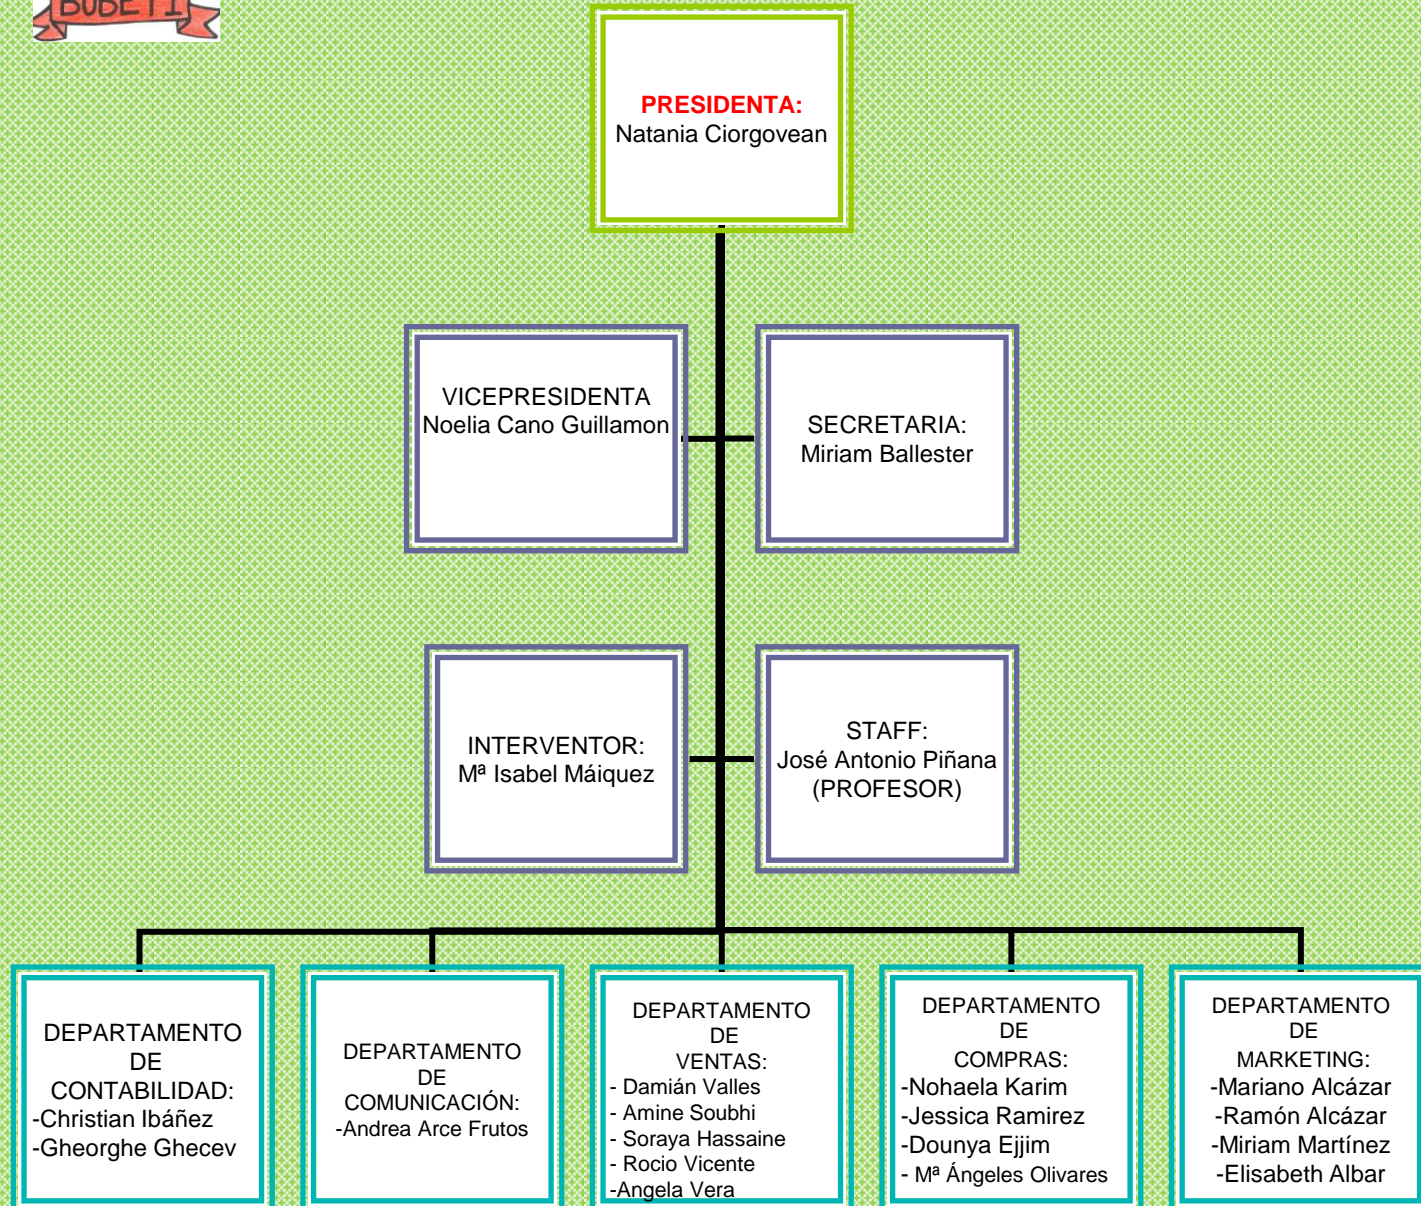 BUBETI
PRESIDENTA:
Natania Ciorgovean
VICEPRESIDENTA
Noelia Cano Guillamon
SECRETARIA:
Miriam Ballester
INTERVENTOR:
Mª Isabel Máiquez
STAFF:
José Antonio Piñana
(PROFESOR)
DEPARTAMENTO
DE
CONTABILIDAD:
-Christian Ibáñez
-Gheorghe Ghecev
DEPARTAMENTO
DE
COMUNICACIÓN:
-Andrea Arce Frutos
DEPARTAMENTO
DE
VENTAS:
- Damián Valles
- Amine Soubhi
- Soraya Hassaine
- Rocio Vicente
-Angela Vera
DEPARTAMENTO
DE
COMPRAS:
-Nohaela Karim
-Jessica Ramirez
-Dounya Ejjim
- Mª Ángeles Olivares
DEPARTAMENTO
DE
MARKETING:
-Mariano Alcázar
-Ramón Alcázar
-Miriam Martínez
-Elisabeth Albar